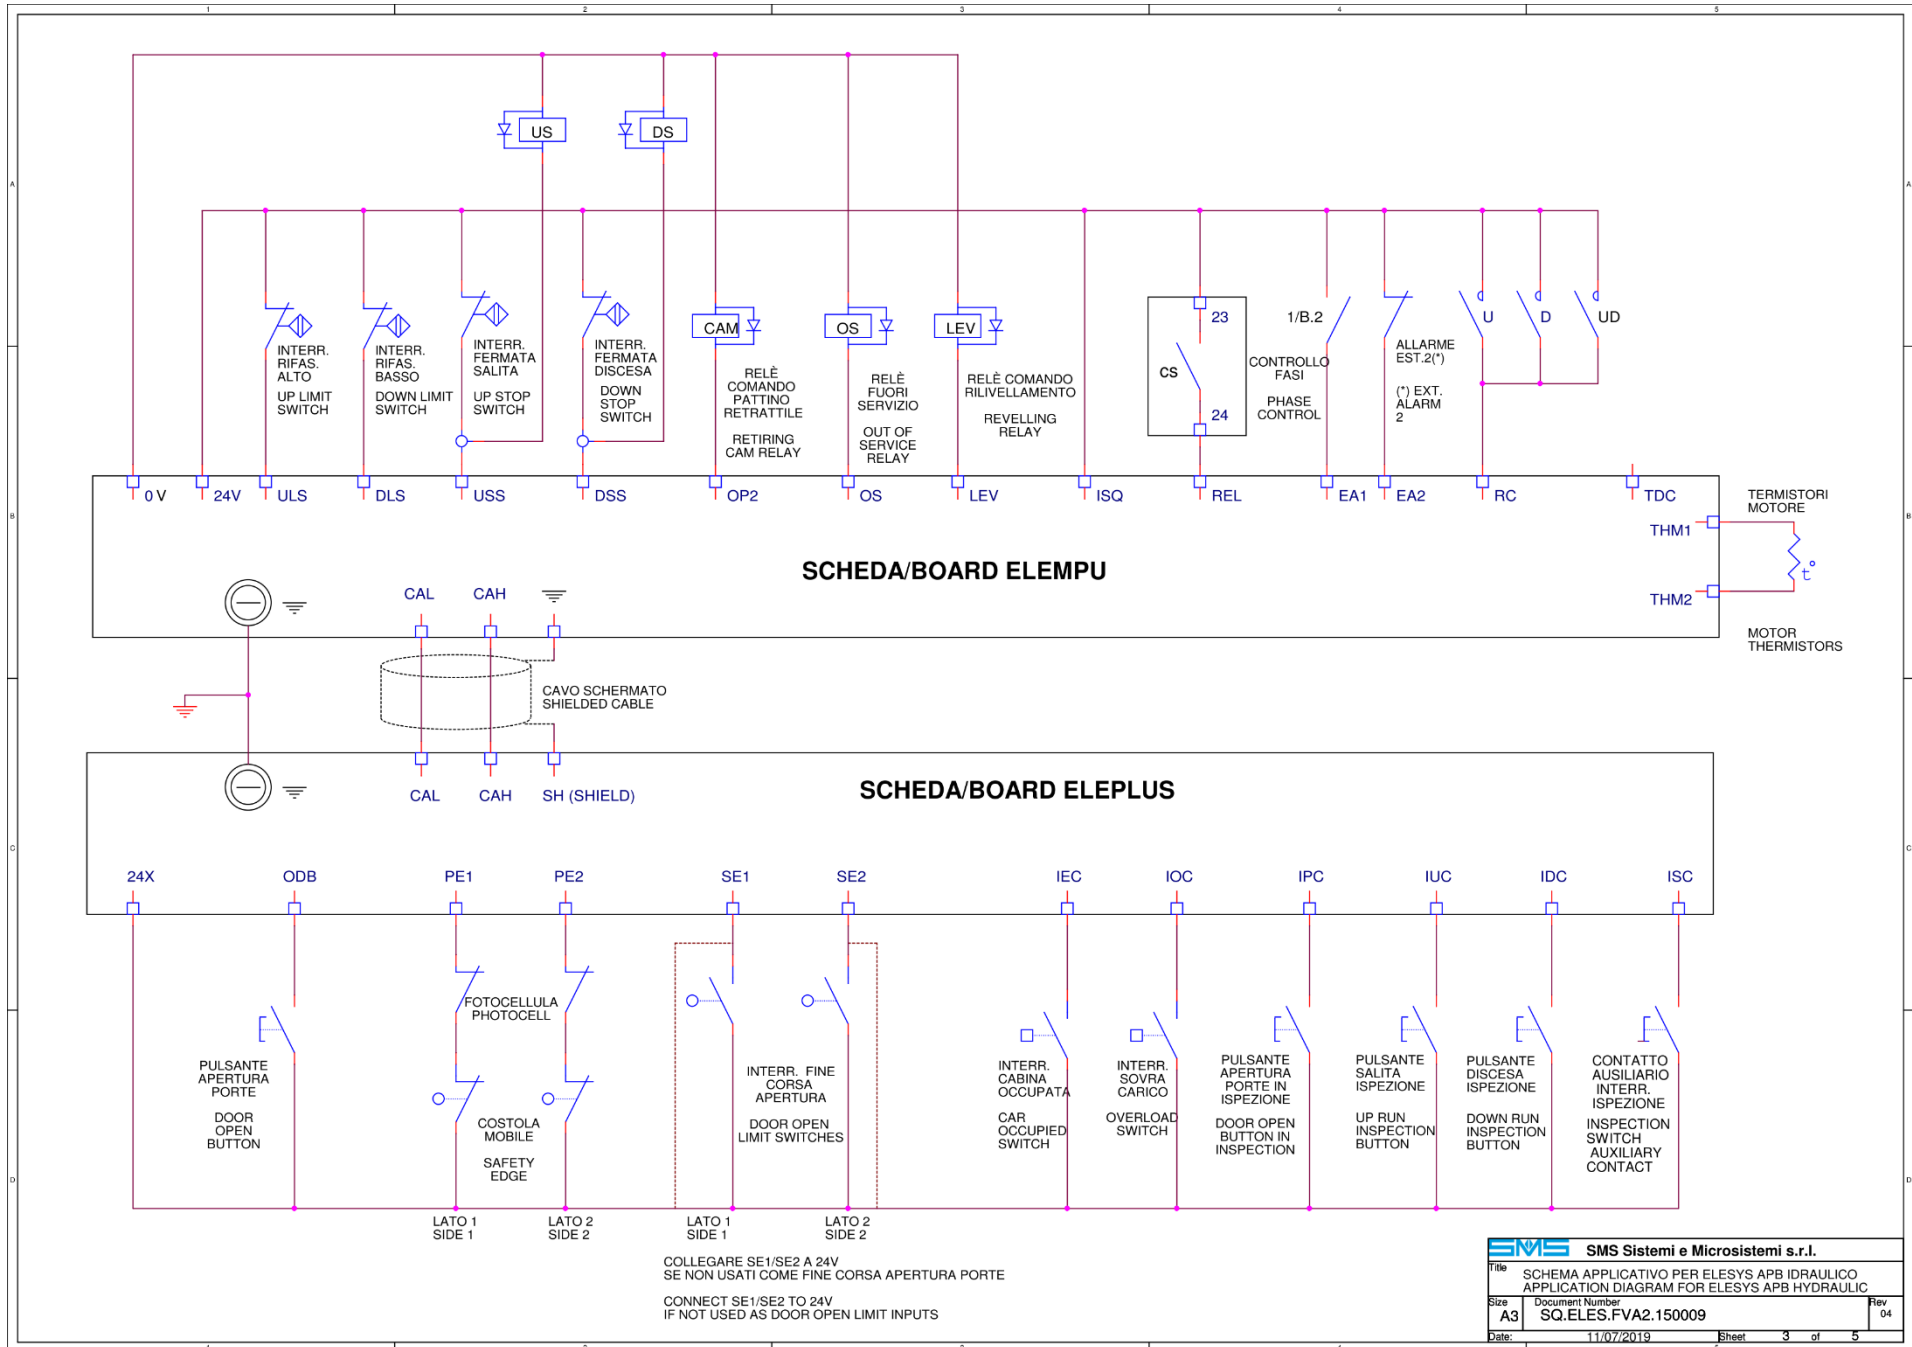 1 2 3 4 5
US
DS
A
A
CAM
OS
LEV
23
24
CS
1/B.2
U
D
UD
INTERR.
RIFAS.
ALTO
UP LIMIT
SWITCH
INTERR.
RIFAS.
BASSO
DOWN LIMIT
SWITCH
INTERR.
FERMATA
SALITA
UP STOP
SWITCH
INTERR.
FERMATA
DISCESA
DOWN
STOP
SWITCH
RELÈ
COMANDO
PATTINO
RETRATTILE
RETIRING
CAM RELAY
RELÈ
FUORI
SERVIZIO
OUT OF
SERVICE
RELAY
RELÈ COMANDO
RILIVELLAMENTO
REVELLING
RELAY
CONTROLLO
FASI
PHASE
CONTROL
ALLARME
EST.2(*)
(*) EXT.
ALARM
2
0 V
24V
ULS
DLS
USS
DSS
OP2
OS
LEV
ISQ
REL
EA1
EA2
RC
TDC
B
B
TERMISTORI
MOTORE
THM1
t°
THM2
MOTOR
THERMISTORS
SCHEDA/BOARD ELEMPU
CAL
CAH
CAVO SCHERMATO
SHIELDED CABLE
CAL
CAH
SH (SHIELD)
SCHEDA/BOARD ELEPLUS
C
C
24X
ODB
PE1
PE2
SE1
SE2
IEC
IOC
IPC
IUC
IDC
ISC
PULSANTE
APERTURA
PORTE
DOOR
OPEN
BUTTON
FOTOCELLULA
PHOTOCELL
COSTOLA
MOBILE
SAFETY
EDGE
INTERR. FINE
CORSA
APERTURA
DOOR OPEN
LIMIT SWITCHES
INTERR.
CABINA
OCCUPATA
CAR
OCCUPIED
SWITCH
INTERR.
SOVRA
CARICO
OVERLOAD
SWITCH
PULSANTE
APERTURA
PORTE IN
ISPEZIONE
DOOR OPEN
BUTTON IN
INSPECTION
PULSANTE
SALITA
ISPEZIONE
UP RUN
INSPECTION
BUTTON
PULSANTE
DISCESA
ISPEZIONE
DOWN RUN
INSPECTION
BUTTON
CONTATTO
AUSILIARIO
INTERR.
ISPEZIONE
INSPECTION
SWITCH
AUXILIARY
CONTACT
D
D
LATO 1
SIDE 1
LATO 2
SIDE 2
LATO 1
SIDE 1
LATO 2
SIDE 2
COLLEGARE SE1/SE2 A 24V
SE NON USATI COME FINE CORSA APERTURA PORTE
CONNECT SE1/SE2 TO 24V
IF NOT USED AS DOOR OPEN LIMIT INPUTS
SMS SMS Sistemi e Microsistemi s.r.l.
Title
SCHEMA APPLICATIVO PER ELESYS APB IDRAULICO
APPLICATION DIAGRAM FOR ELESYS APB HYDRAULIC
Size
A3
Document Number
SQ.ELES.FVA2.150009
Rev
04
Date: 11/07/2019 Sheet 3 of 5